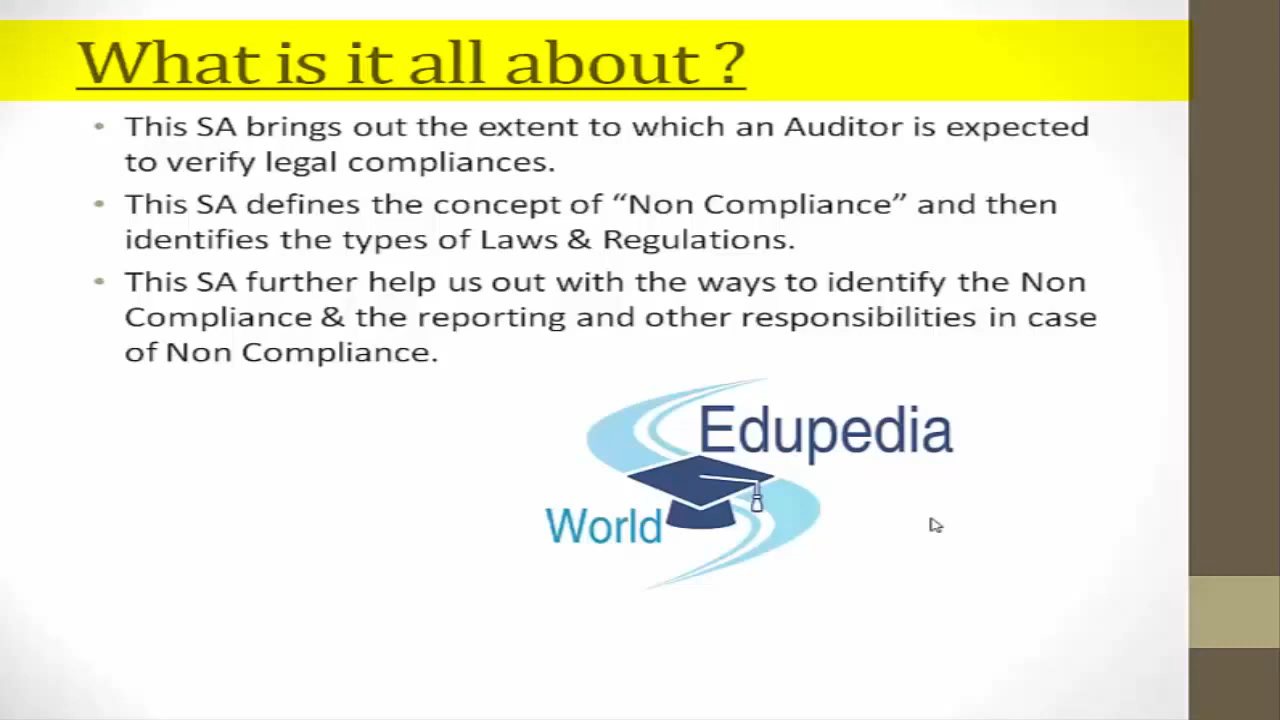 What is it all about ?
• This SA brings out the extent to which an Auditor is expected
to verify legal compliances.
• This SA defines the concept of “Non Compliance” and then
identifies the types of Laws & Regulations.
• This SA further help us out with the ways to identify the Non
Compliance & the reporting and other responsibilities in case
of Non Compliance.
Edupedia
World